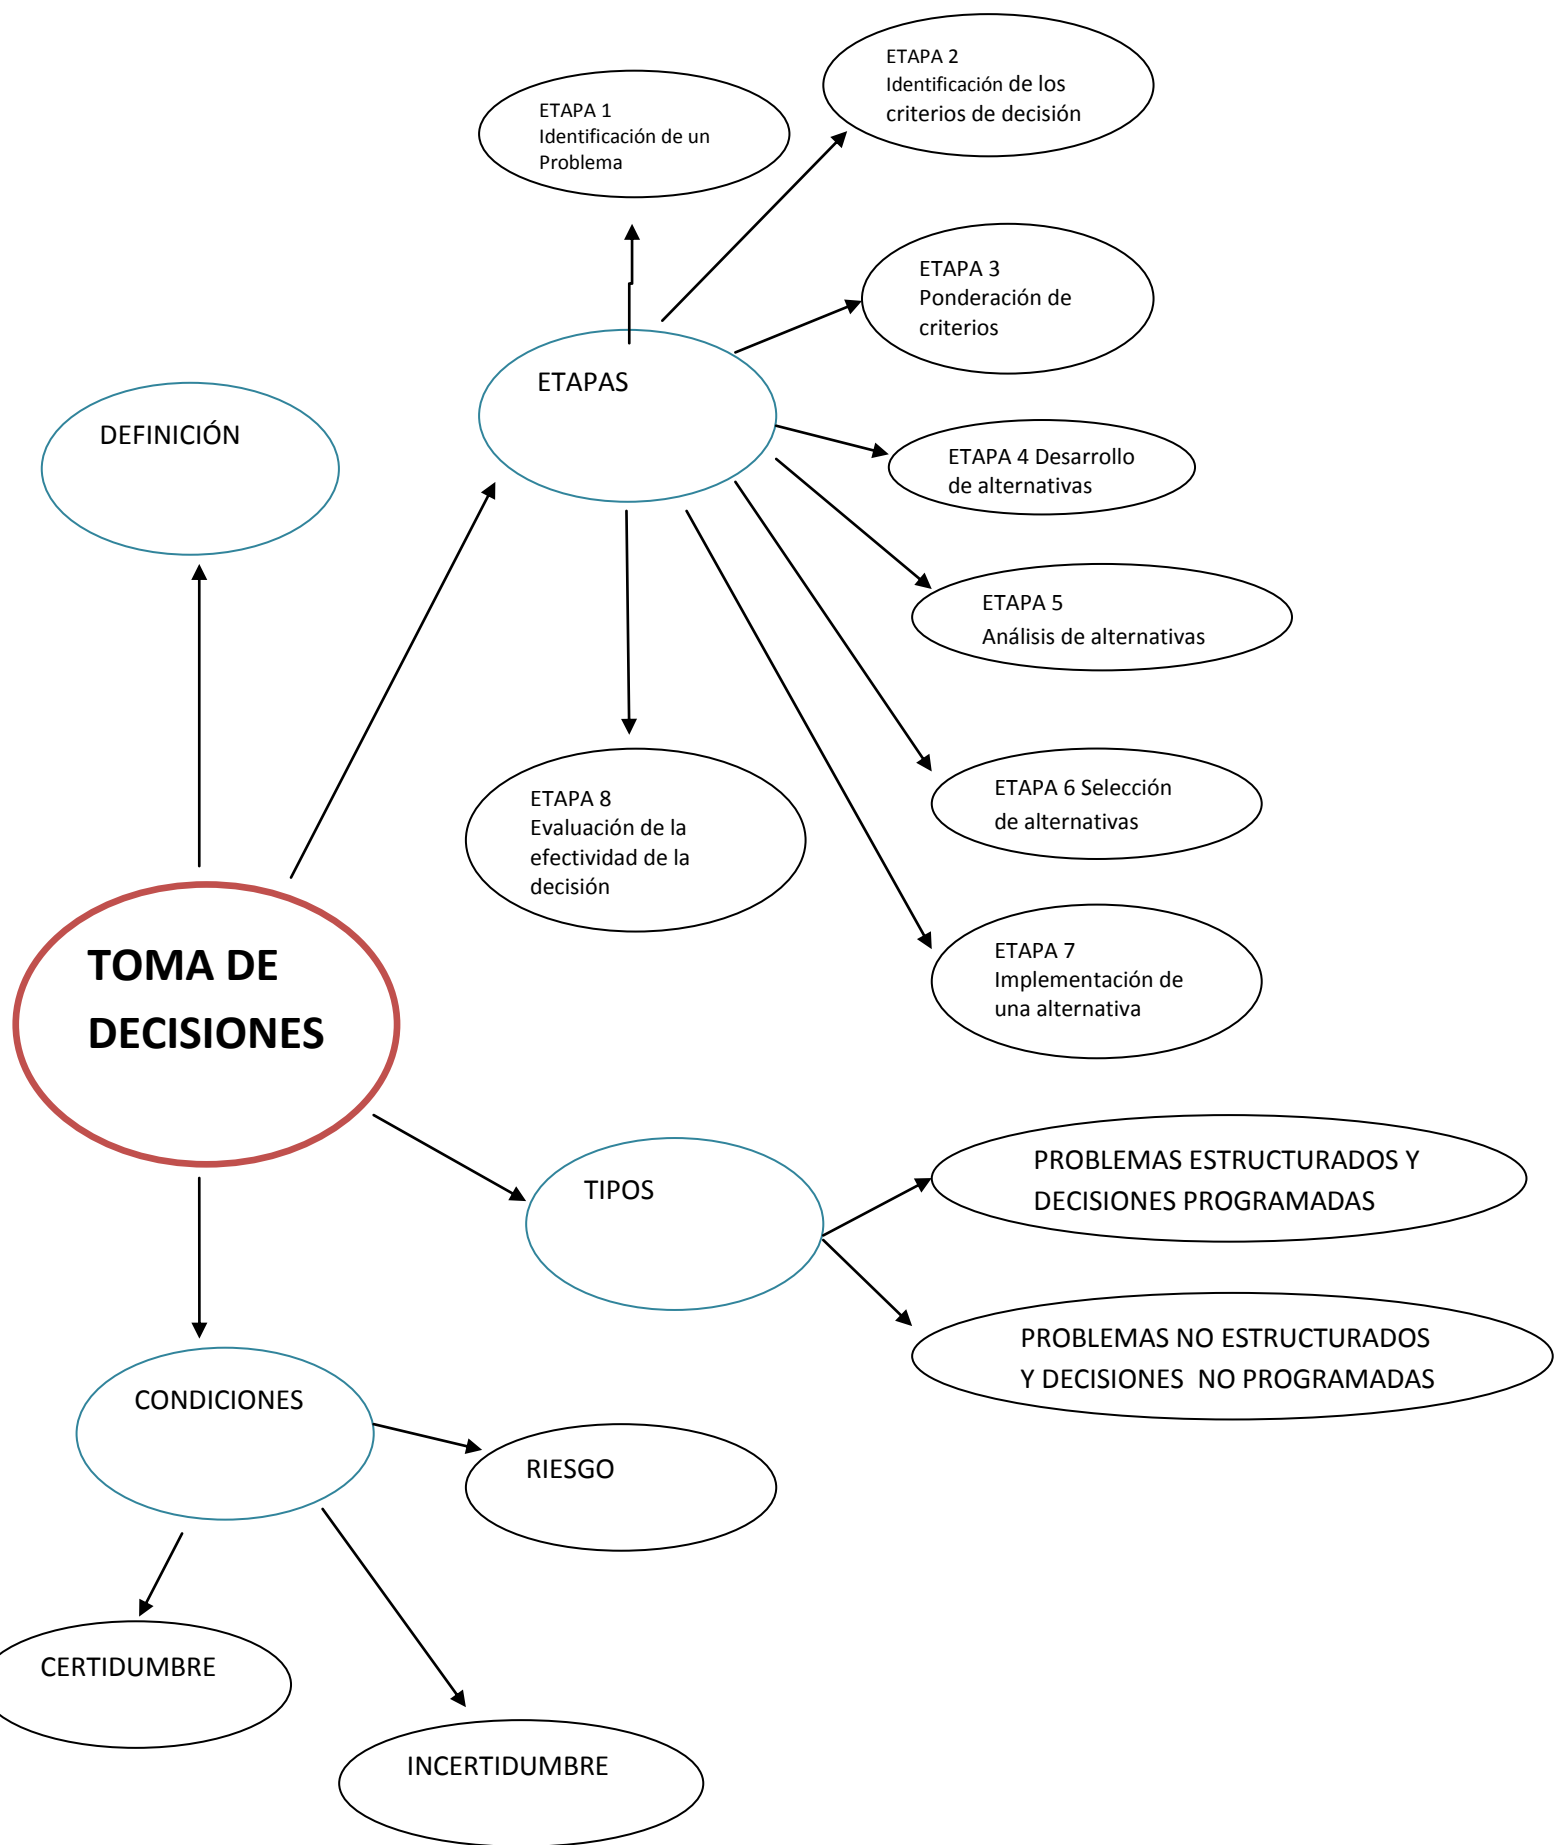 ETAPA 2
Identificación de los
criterios de decisión
ETAPA 1
Identificación de un
Problema
ETAPA 3
Ponderación de
criterios
ETAPAS
DEFINICIÓN
ETAPA 4 Desarrollo
de alternativas
ETAPA 5
Análisis de alternativas
ETAPA 6 Selección
de alternativas
ETAPA 8
Evaluación de la
efectividad de la
decisión
ETAPA 7
Implementación de
una alternativa
TOMA DE
DECISIONES
TIPOS
PROBLEMAS ESTRUCTURADOS Y
DECISIONES PROGRAMADAS
PROBLEMAS NO ESTRUCTURADOS
Y DECISIONES  NO PROGRAMADAS
CONDICIONES
RIESGO
CERTIDUMBRE
INCERTIDUMBRE